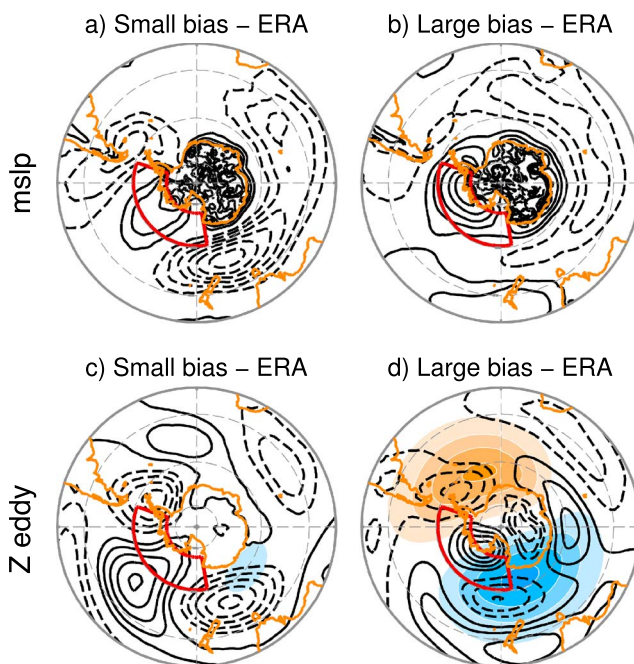 a) Small bias – ERA
b) Large bias – ERA
mslp
c) Small bias – ERA
d) Large bias – ERA
Z eddy